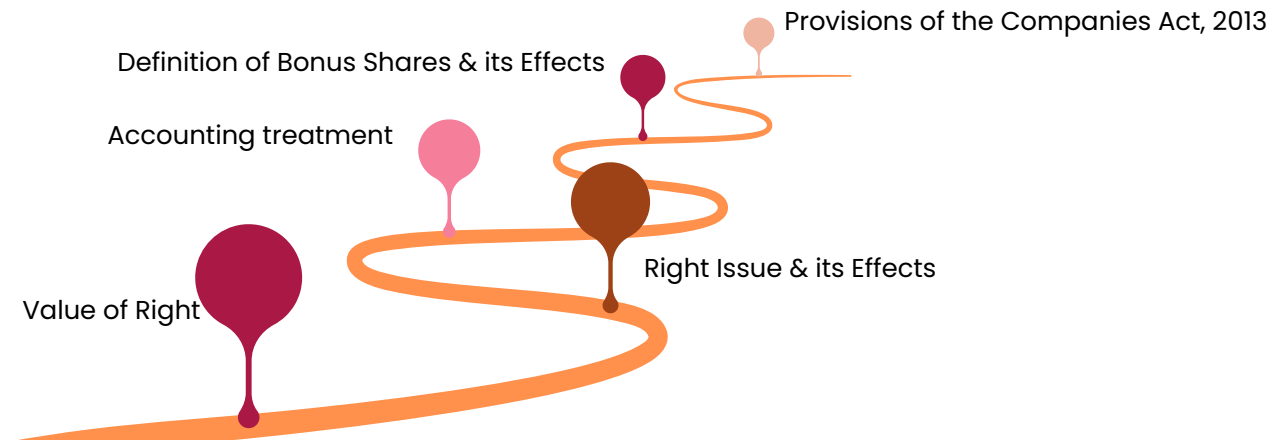 Provisions of the Companies Act, 2013
Definition of Bonus Shares & its Effects
Accounting treatment
Right Issue & its Effects
Value of Right